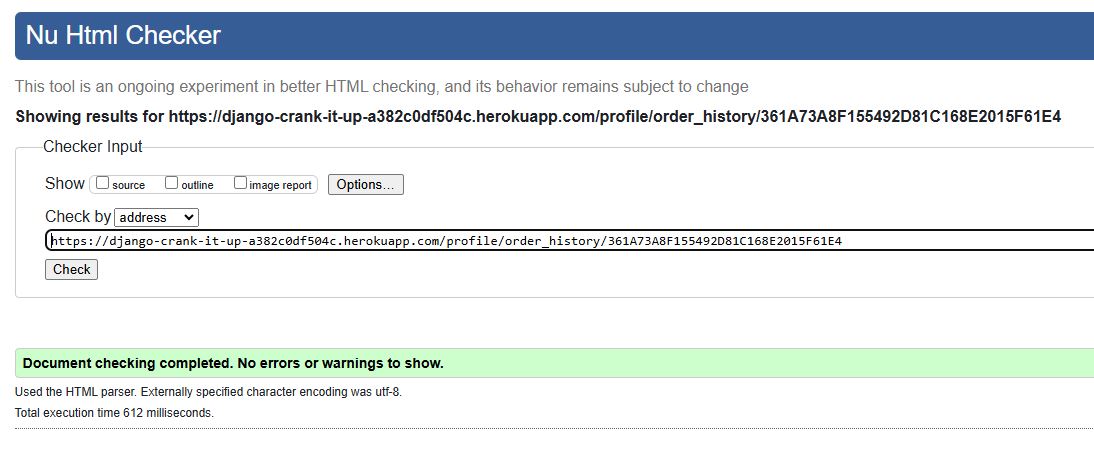 Nu Html Checker
This tool is an ongoing experiment in better HTML checking, and its behavior remains subject to change
Showing results for https://django-crank-it-up-a382c0df504c.herokuapp.com/profile/order_history/361A73A8F155492D81C168E2015F61E4
Checker Input
Show source outline image report Options...
Check by address
https://django-crank-it-up-a382c0df504c.herokuapp.com/profile/order_history/361A73A8F155492D81C168E2015F61E4
Check
Document checking completed. No errors or warnings to show.
Used the HTML parser. Externally specified character encoding was utf-8.
Total execution time 612 milliseconds.